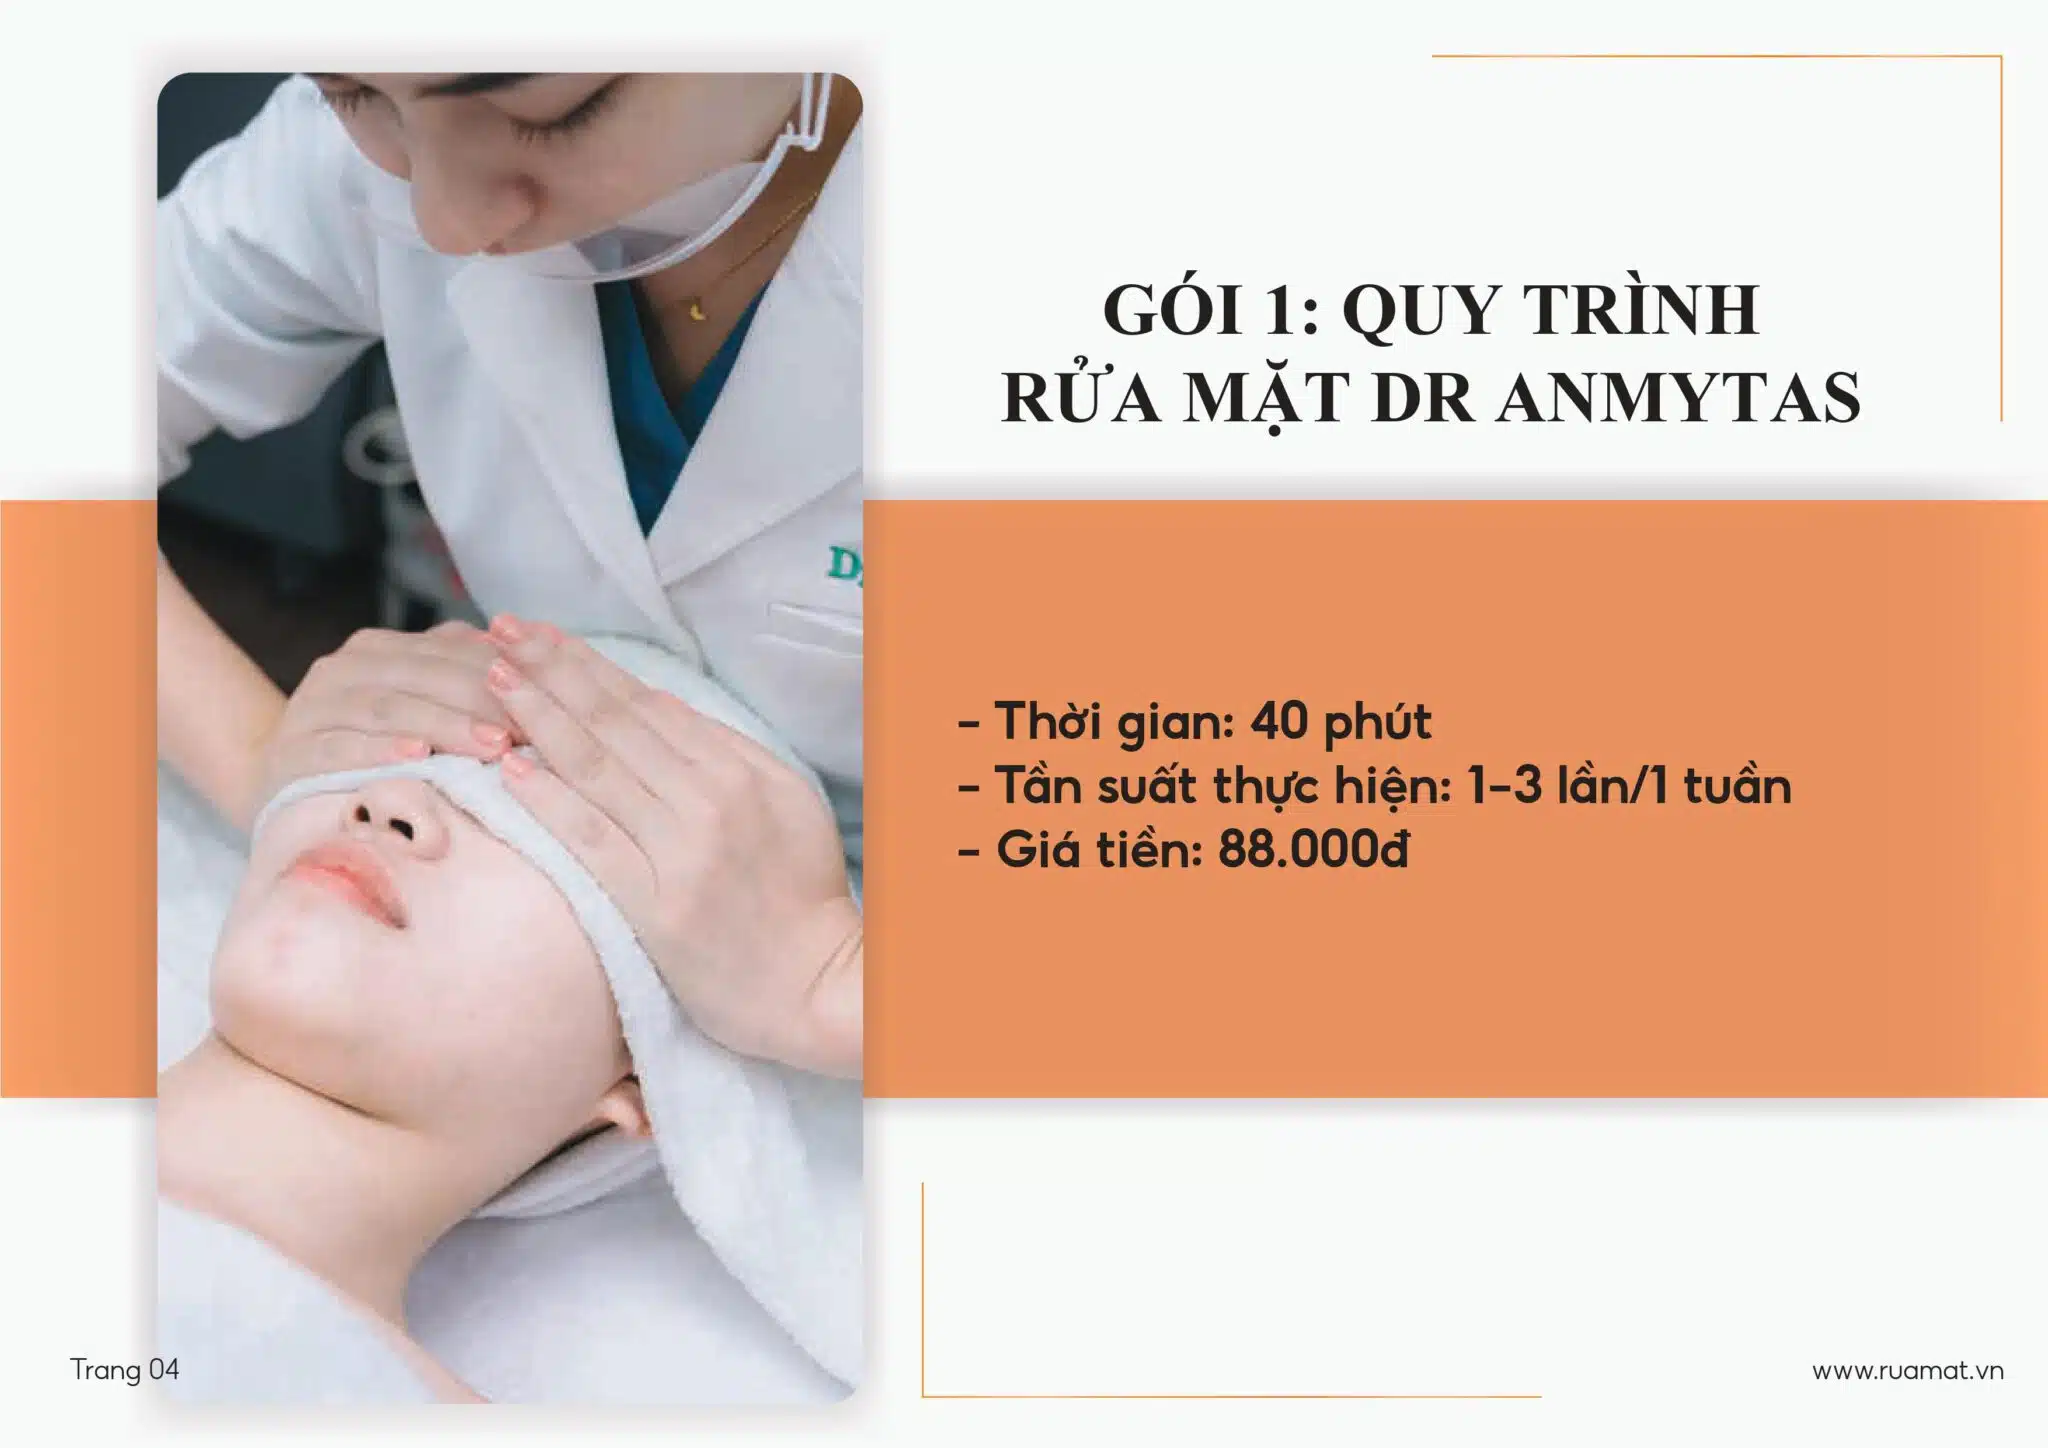 GÓI 1: QUY TRÌNH
RỬA MẶT DR ANMYTAS
- Thời gian: 40 phút
- Tần suất thực hiện: 1-3 lần/1 tuần
- Giá tiền: 88.000đ
Trang 04
www.ruamat.vn